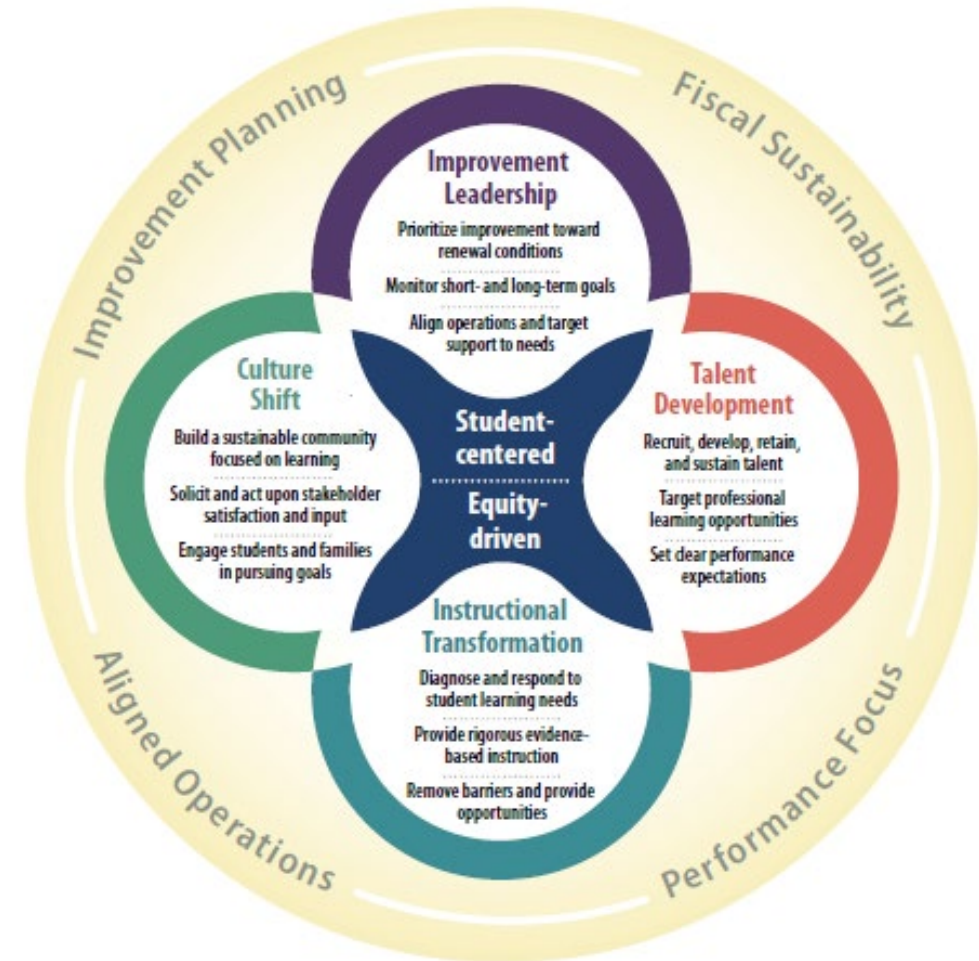 Improvement Planning
Fiscal Sustainability
Improvement
Leadership
Prioritize improvement toward
renewal conditions
Monitor short- and long-term goals
Align operations and target
support to needs
Culture
Shift
Build a sustainable community
focused on learning
Solicit and act upon stakeholder
satisfaction and input
Engage students and families
in pursuing goals
Student-
centered
Equity-
driven
Talent
Development
Recruit, develop, retain,
and sustain talent
Target professional
learning opportunities
Set clear performance
expectations
Instructional
Transformation
Diagnose and respond to
student learning needs
Provide rigorous evidence-
based instruction
Remove barriers and provide
opportunities
Aligned Operations
Performance Focus